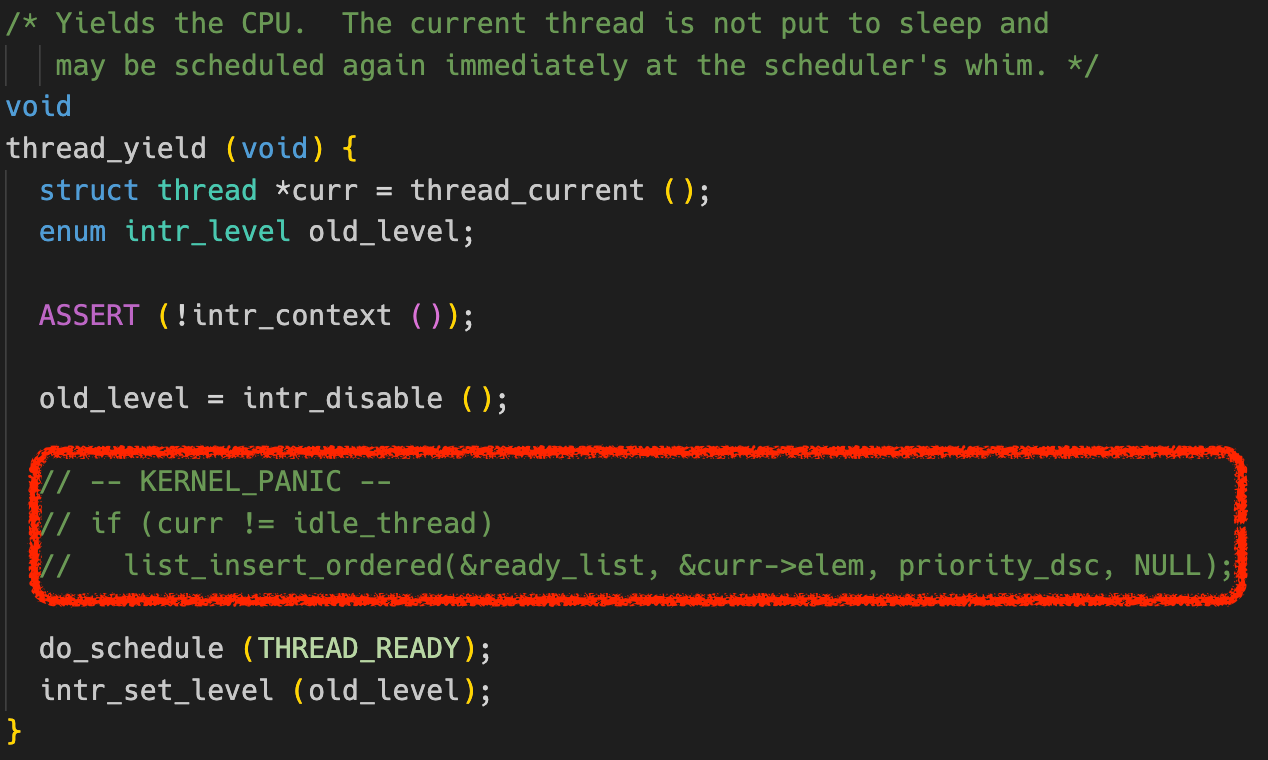 /* Yields the CPU.  The current thread is not put to sleep and
   may be scheduled again immediately at the scheduler's whim. */
void
thread_yield (void) {
  struct thread *curr = thread_current ();
  enum intr_level old_level;

  ASSERT (!intr_context ());

  old_level = intr_disable ();

  // -- KERNEL_PANIC --
  // if (curr != idle_thread)
  //   list_insert_ordered(&ready_list, &curr->elem, priority_dsc, NULL);

  do_schedule (THREAD_READY);
  intr_set_level (old_level);
}